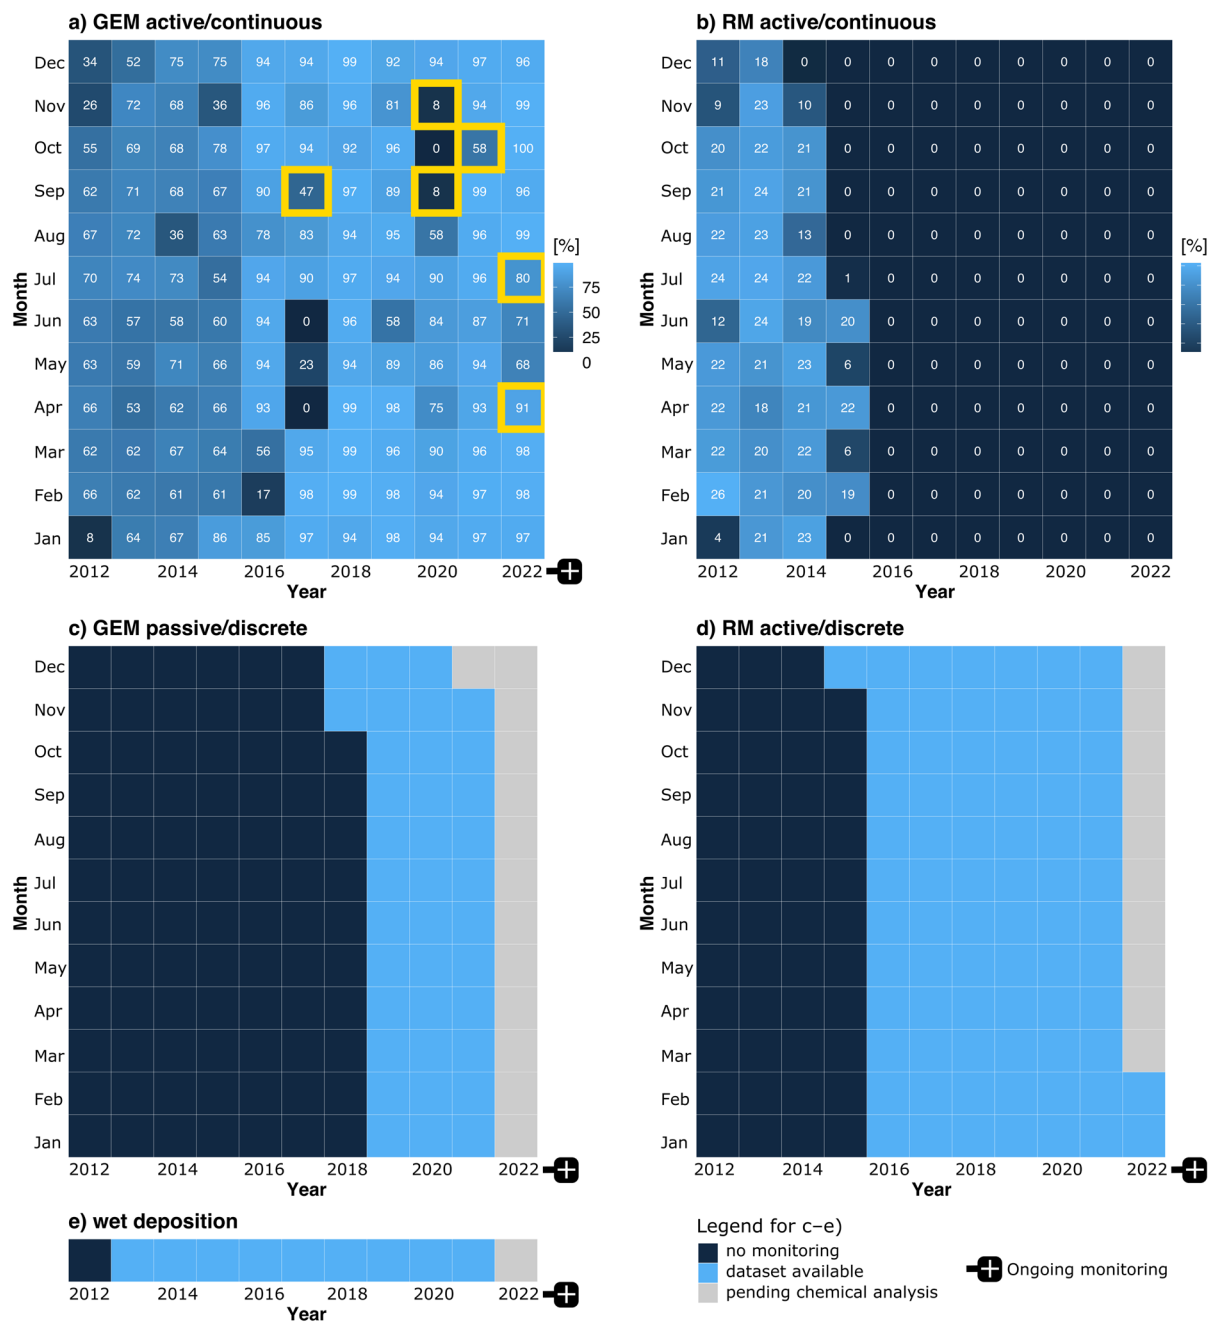 a) GEM active/continuous
Dec 34 52 75 75 94 94 99 92 94 97 96
Nov 26 72 68 36 96 86 96 81 8 94 99
Oct 55 69 68 78 97 94 92 96 0 58 100
Sep 62 71 68 67 90 47 97 89 8 99 96
Aug 67 72 36 63 78 83 94 95 58 96 99
Jul 70 74 73 54 94 90 97 94 90 96 80
Jun 63 57 58 60 94 0 96 58 84 87 71
May 63 59 71 66 94 23 94 89 86 94 68
Apr 66 53 62 66 93 0 99 98 75 93 91
Mar 62 62 67 64 56 95 99 96 90 96 98
Feb 66 62 61 61 17 98 99 98 94 97 98
Jan 8 64 67 86 85 97 94 98 94 97 97
2012 2014 2016 2018 2020 2022
Year
Month
[%]
75
50
25
0
b) RM active/continuous
Dec 11 18 0 0 0 0 0 0 0 0 0
Nov 9 23 10 0 0 0 0 0 0 0 0
Oct 20 22 21 0 0 0 0 0 0 0 0
Sep 21 24 21 0 0 0 0 0 0 0 0
Aug 22 23 13 0 0 0 0 0 0 0 0
Jul 24 24 22 1 0 0 0 0 0 0 0
Jun 12 24 19 20 0 0 0 0 0 0 0
May 22 21 23 6 0 0 0 0 0 0 0
Apr 22 18 21 22 0 0 0 0 0 0 0
Mar 22 20 22 6 0 0 0 0 0 0 0
Feb 26 21 20 19 0 0 0 0 0 0 0
Jan 4 21 23 0 0 0 0 0 0 0 0
2012 2014 2016 2018 2020 2022
Year
Month
[%]
c) GEM passive/discrete
Dec
Nov
Oct
Sep
Aug
Jul
Jun
May
Apr
Mar
Feb
Jan
2012 2014 2016 2018 2020 2022
Year
Month
d) RM active/discrete
Dec
Nov
Oct
Sep
Aug
Jul
Jun
May
Apr
Mar
Feb
Jan
2012 2014 2016 2018 2020 2022
Year
Month
e) wet deposition
2012 2014 2016 2018 2020 2022
Year
Legend for c–e)
no monitoring
dataset available
pending chemical analysis
Ongoing monitoring